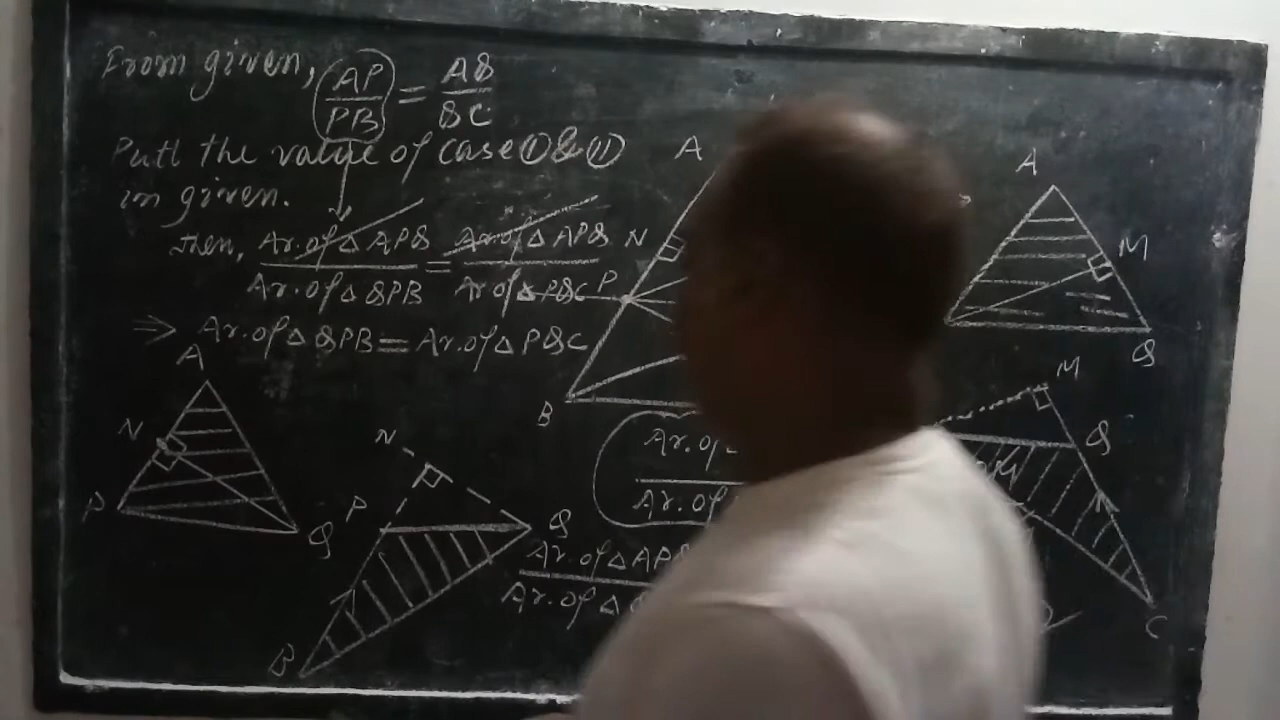 From given, AP/PB = AQ/QC
Putt the value of case (I) & (II)
in given.
then, Ar. of △ APQ / Ar. of △ QPB = Ar. of △ APQ / Ar of △ PQC
⇒ Ar. of △ QPB = Ar. of △ PQC
A
N
P
B
A
M
Q
A
N
P
Q
N
P
Q
B
Ar. of
Ar. of
Ar. of △ APQ
Ar. of △
M
Q
C